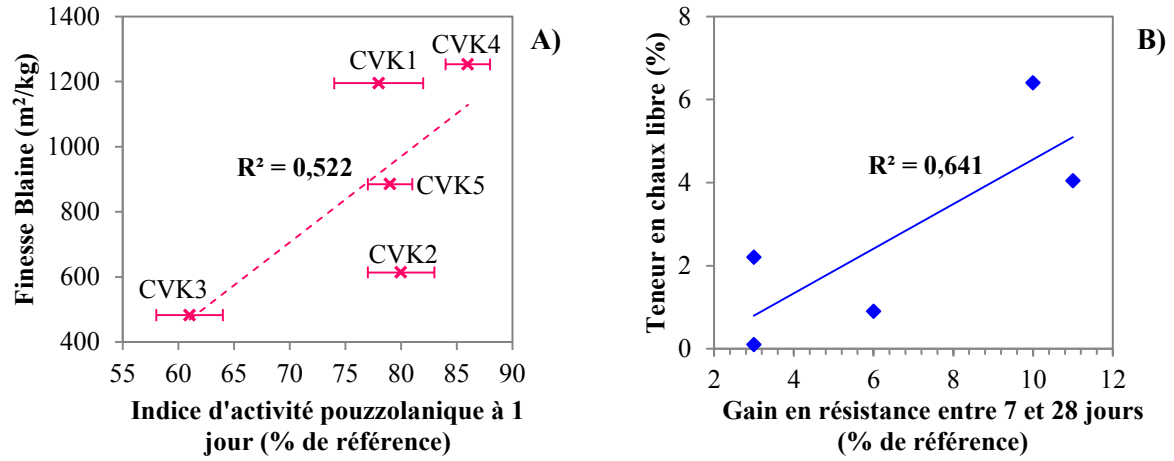 A)
Finesse Blaine (m²/kg)
1400
1200
1000
800
600
400
CVK1
CVK4
R² = 0,522
CVK5
CVK2
CVK3
55
60
65
70
75
80
85
90
Indice d'activité pouzzolanique à 1
jour (% de référence)
B)
Teneur en chaux libre (%)
8
6
4
2
0
R² = 0,641
2
4
6
8
10
12
Gain en résistance entre 7 et 28 jours
(% de référence)